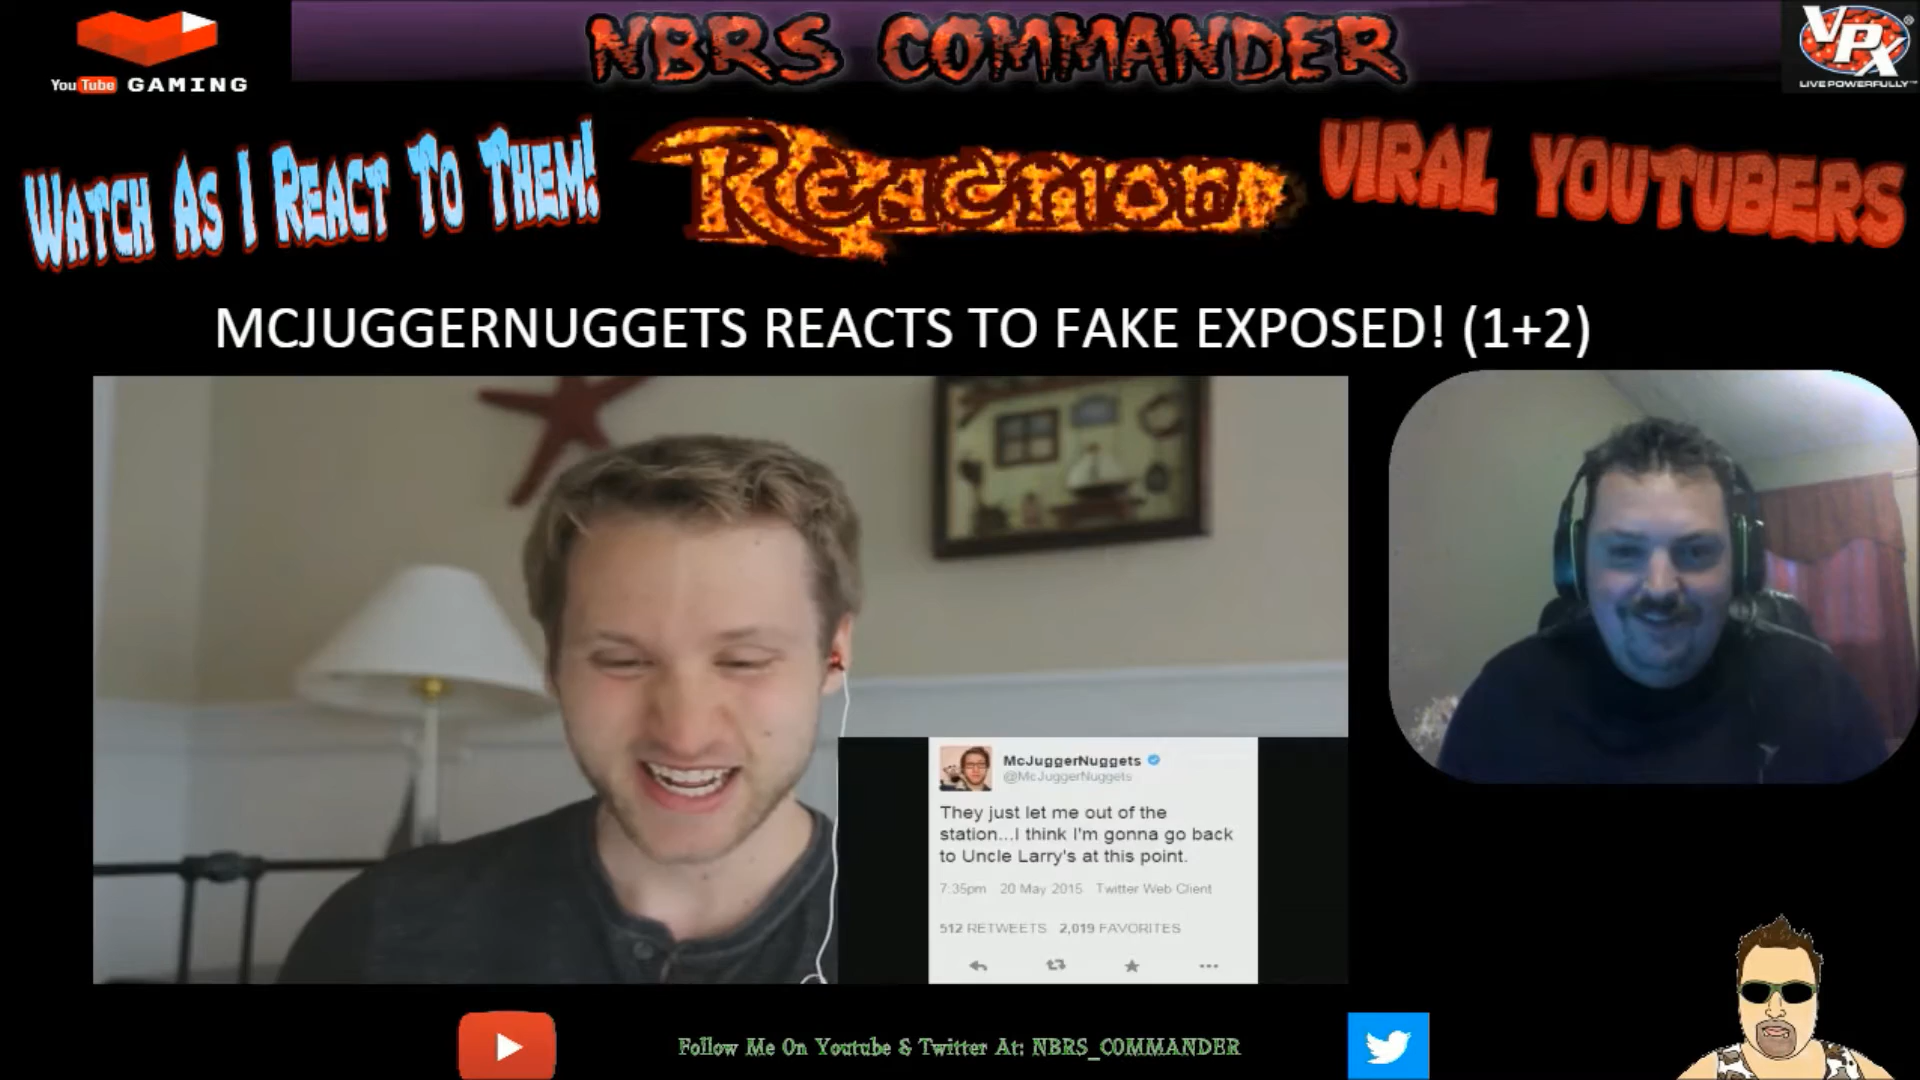 YouTube GAMING
NBRS COMMANDER
VPX
LIVE POWERFULLY
WATCH AS I REACT TO THEM!
REACTION
VIRAL YOUTUBERS
MCJUGGERNUGGETS REACTS TO FAKE EXPOSED! (1+2)
McJuggerNuggets
@McJuggerNuggets
They just let me out of the
station...I think I'm gonna go back
to Uncle Larry's at this point.
7:35pm 20 May 2015 Twitter Web Client
512 RETWEETS 2,019 FAVORITES
Follow Me On Youtube & Twitter At: NBRS_COMMANDER